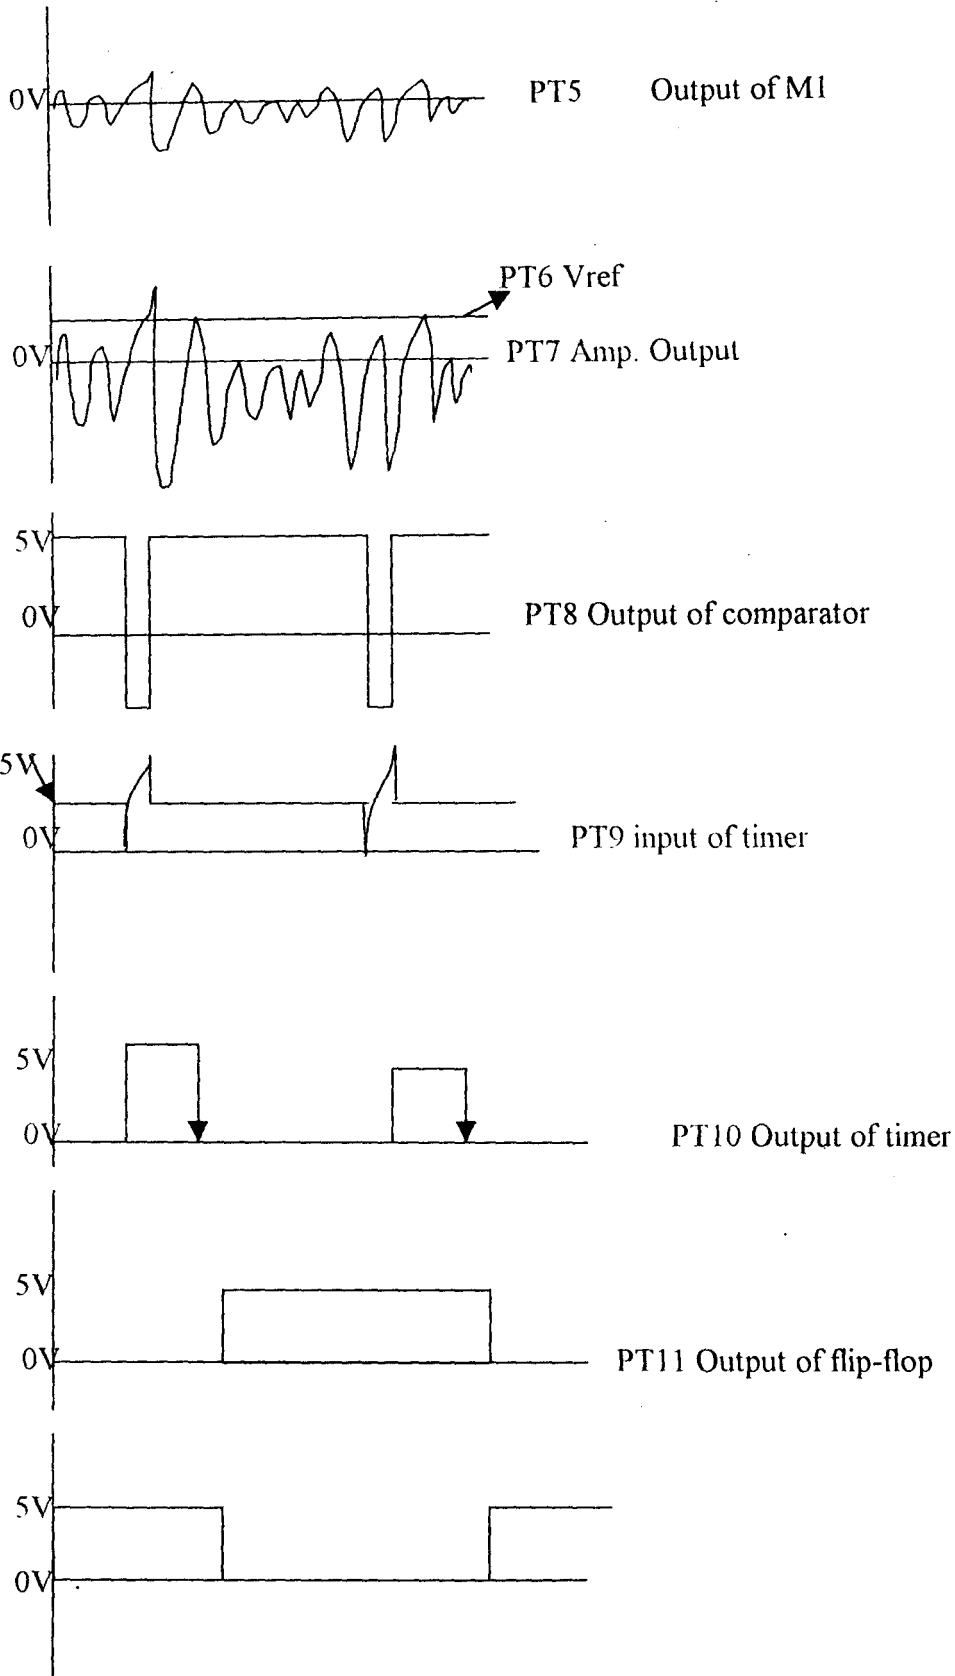 0V PT5 Output of M1
PT6 Vref
0V PT7 Amp. Output
5V
0V PT8 Output of comparator
5V
0V PT9 input of timer
5V
0V PT10 Output of timer
5V
0V PT11 Output of flip-flop
5V
0V